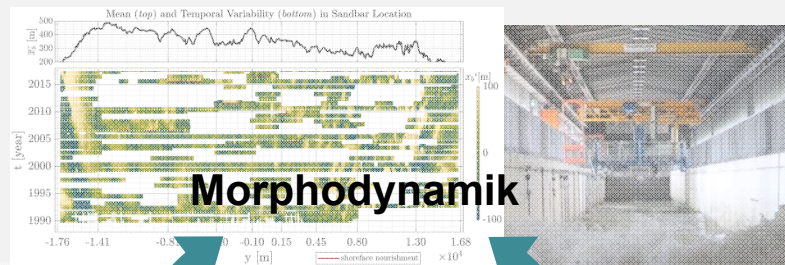 Mean (top) and Temporal Variability (bottom) in Sandbar Location
500
400
300
200
[m]
x_b' [m]
100
0
-100
2015
2010
2005
2000
1995
1990
t [year]
Morphodynamik
-1.76 -1.41 -0.10 0.15 0.45 0.80 1.30 1.68
y [m]
shoreface nourishment
×10⁴